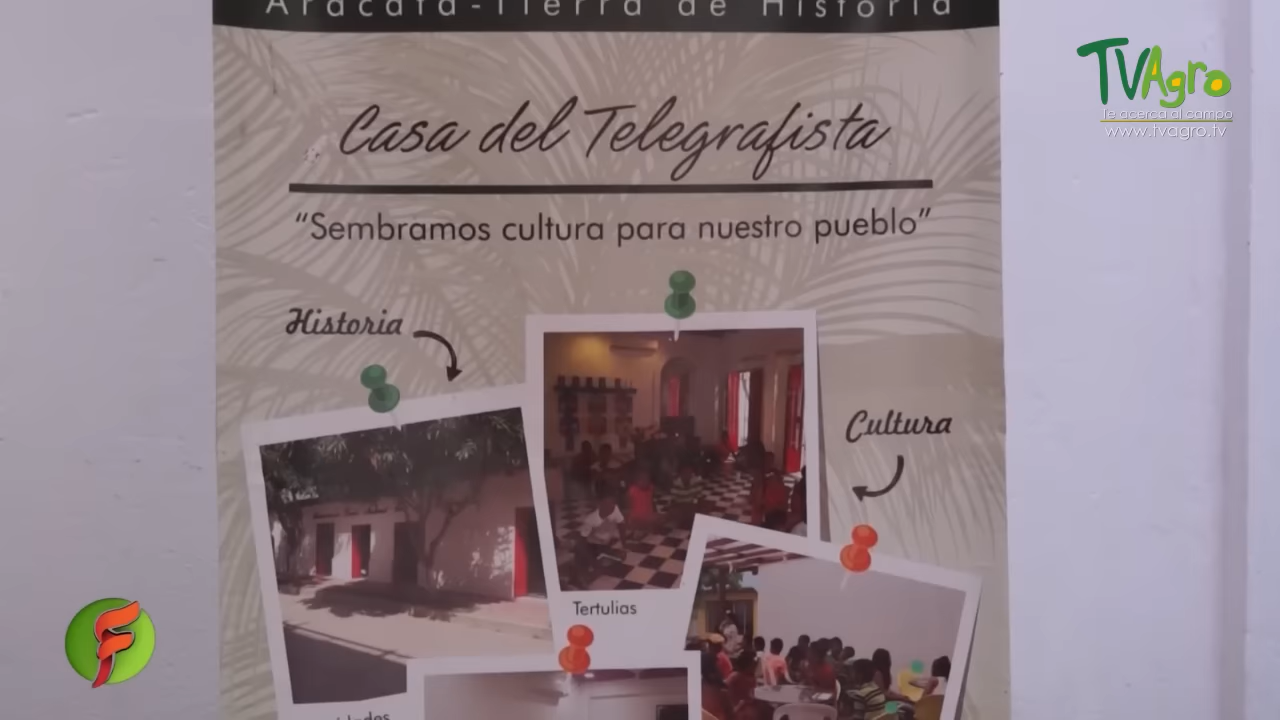 Aracata-Tierra de Historia
Casa del Telegrafista
“Sembramos cultura para nuestro pueblo”
Historia
Cultura
Tertulias
TVAgro
le acerca al campo
www.tvagro.tv
F